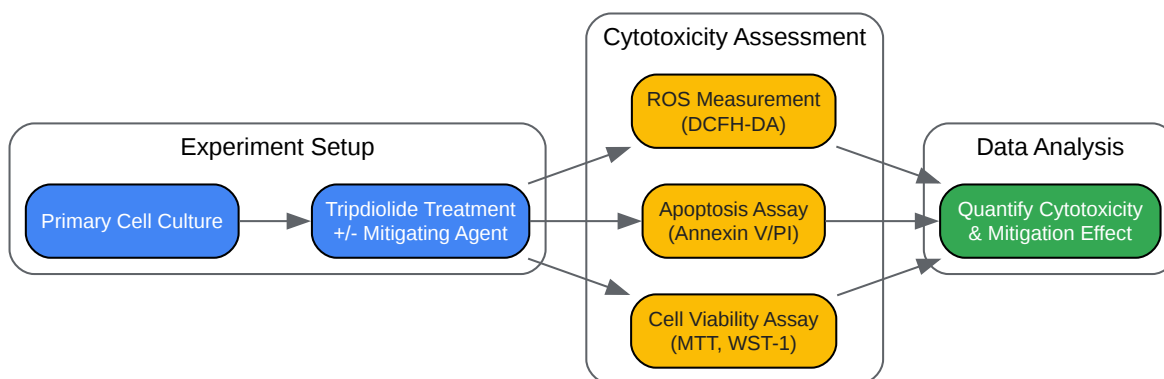 Experiment Setup
Primary Cell Culture
Tripdiolide Treatment
+/- Mitigating Agent
Cytotoxicity Assessment
ROS Measurement
(DCFH-DA)
Apoptosis Assay
(Annexin V/PI)
Cell Viability Assay
(MTT, WST-1)
Data Analysis
Quantify Cytotoxicity
& Mitigation Effect